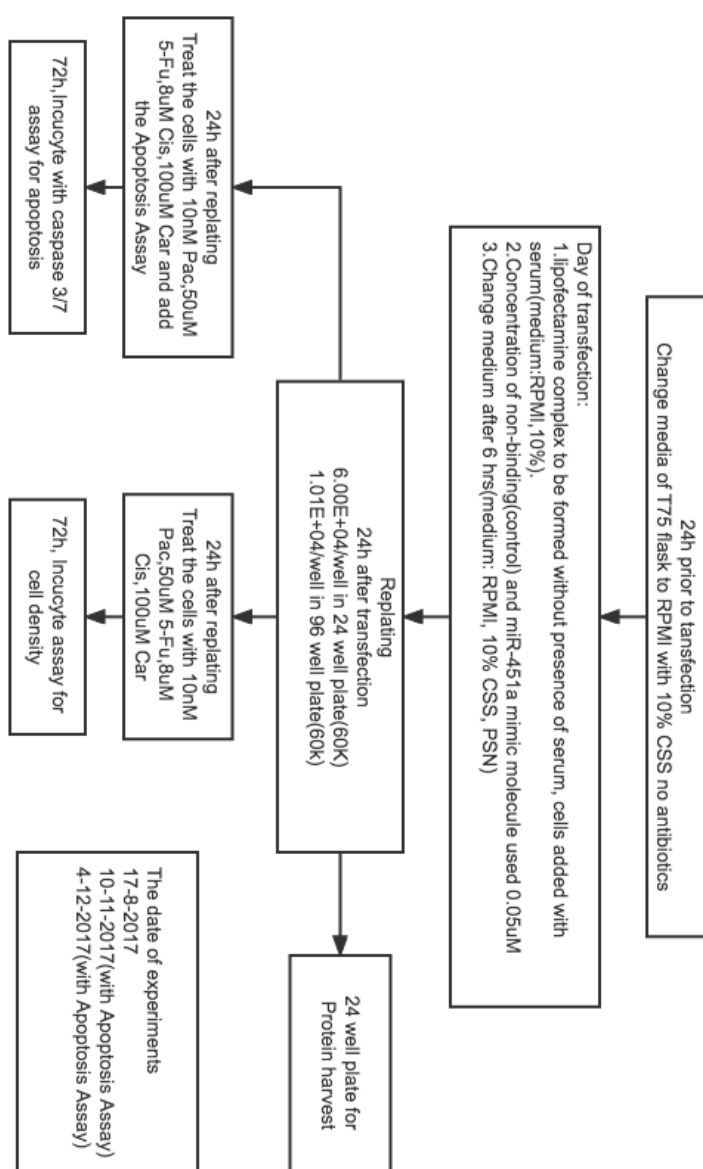 24h prior to tansfection
Change media of T75 flask to RPMI with 10% CSS no antibiotics
Day of transfection:
1.lipofectamine complex to be formed without presence of serum, cells added with
serum(medium:RPMI,10%).
2.Concentration of non-binding(control) and miR-451a mimic molecule used 0.05uM
3.Change medium after 6 hrs(medium: RPMI, 10% CSS, PSN)
Replating
24h after transfection
6.00E+04/well in 24 well plate(60K)
1.01E+04/well in 96 well plate(60k)
24h after replating
Treat the cells with 10nM Pac,50uM
5-Fu,8uM Cis,100uM Car and add
the Apoptosis Assay
72h,Incucyte with caspase 3/7
assay for apoptosis
24h after replating
Treat the cells with 10nM
Pac,50uM 5-Fu,8uM
Cis,100uM Car
72h, Incucyte assay for
cell density
24 well plate for
Protein harvest
The date of experiments
17-8-2017
10-11-2017(with Apoptosis Assay)
4-12-2017(with Apoptosis Assay)